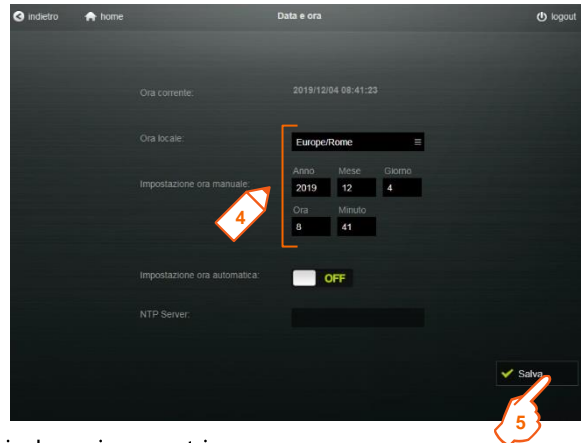 indietro home Data e ora logout
Ora corrente: 2019/12/04 08:41:23
Ora locale: Europe/Rome
Impostazione ora manuale:
Anno Mese Giorno
2019 12 4
Ora Minuto
8 41
4
Impostazione ora automatica: OFF
NTP Server:
Salva
5